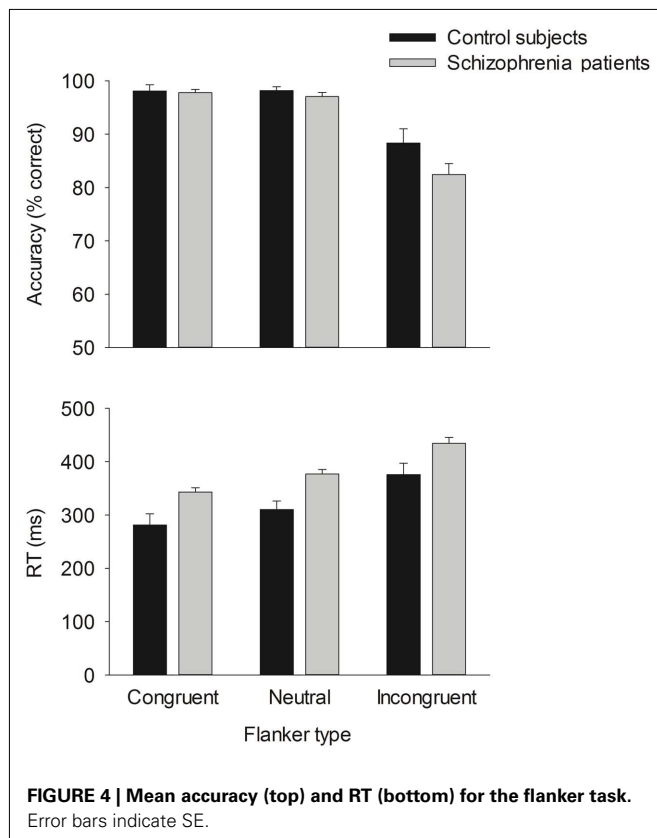 Control subjects
Schizophrenia patients
Accuracy (% correct)
100
90
80
70
60
50
RT (ms)
500
400
300
200
100
0
Congruent Neutral Incongruent
Flanker type
FIGURE 4 | Mean accuracy (top) and RT (bottom) for the flanker task.
Error bars indicate SE.